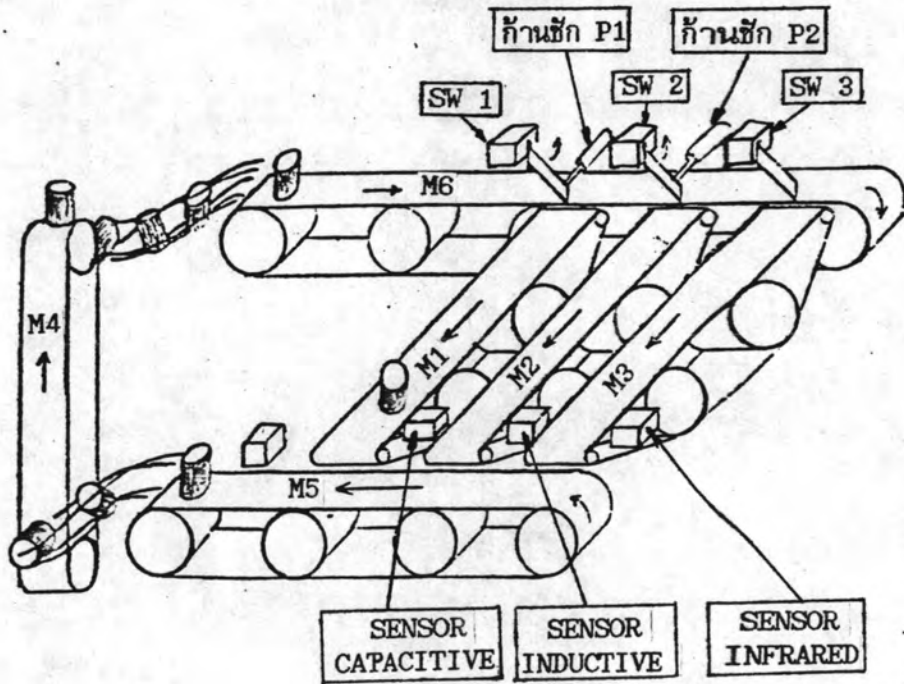 ก้านชัก P1
ก้านชัก P2
SW 1
SW 2
SW 3
M6
M4
M1
M2
M3
M5
SENSOR
CAPACITIVE
SENSOR
INDUCTIVE
SENSOR
INFRARED